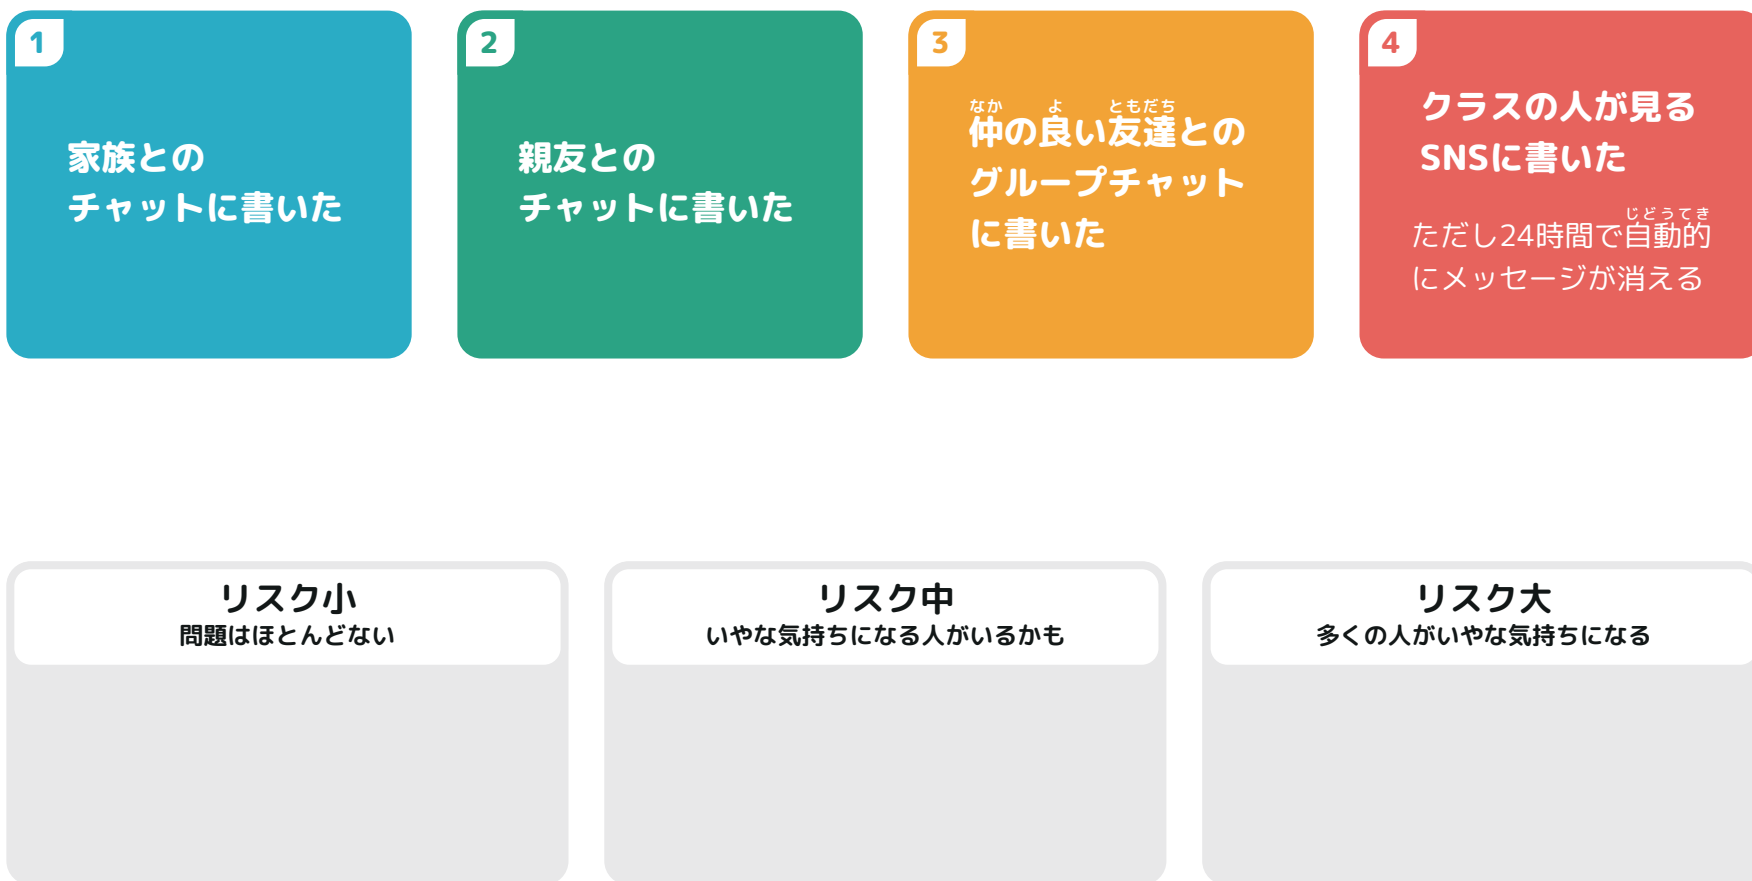 1
家族との
チャットに書いた
2
親友との
チャットに書いた
3
なか よ ともだち
仲の良い友達との
グループチャット
に書いた
4
クラスの人が見る
SNSに書いた
じどうてき
ただし24時間で自動的
にメッセージが消える
リスク小
問題はほとんどない
リスク中
いやな気持ちになる人がいるかも
リスク大
多くの人がいやな気持ちになる